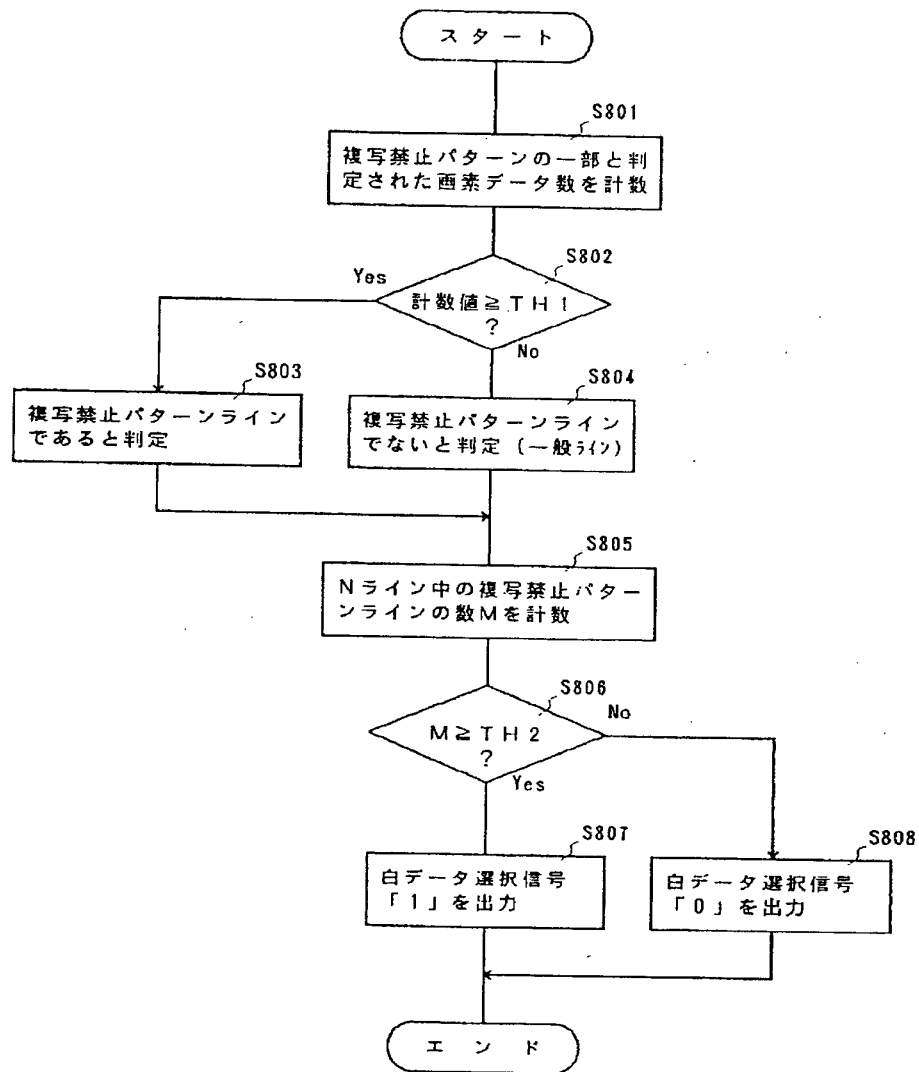 スタート
S801
複写禁止パターンの一部と判
定された画素データ数を計数
S802
Yes
計数値≧TH1
?
No
S803
複写禁止パターンライン
であると判定
S804
複写禁止パターンライン
でないと判定(一般ライン)
S805
Nライン中の複写禁止パター
ンラインの数Mを計数
S806
No
M≧TH2
?
Yes
S807
白データ選択信号
「1」を出力
S808
白データ選択信号
「0」を出力
エンド